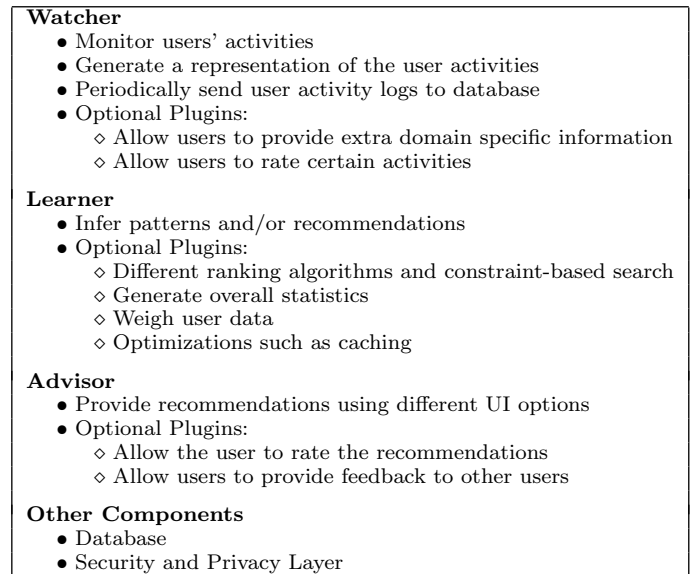 Watcher
• Monitor users' activities
• Generate a representation of the user activities
• Periodically send user activity logs to database
• Optional Plugins:
⋄ Allow users to provide extra domain specific information
⋄ Allow users to rate certain activities
Learner
• Infer patterns and/or recommendations
• Optional Plugins:
⋄ Different ranking algorithms and constraint-based search
⋄ Generate overall statistics
⋄ Weigh user data
⋄ Optimizations such as caching
Advisor
• Provide recommendations using different UI options
• Optional Plugins:
⋄ Allow the user to rate the recommendations
⋄ Allow users to provide feedback to other users
Other Components
• Database
• Security and Privacy Layer